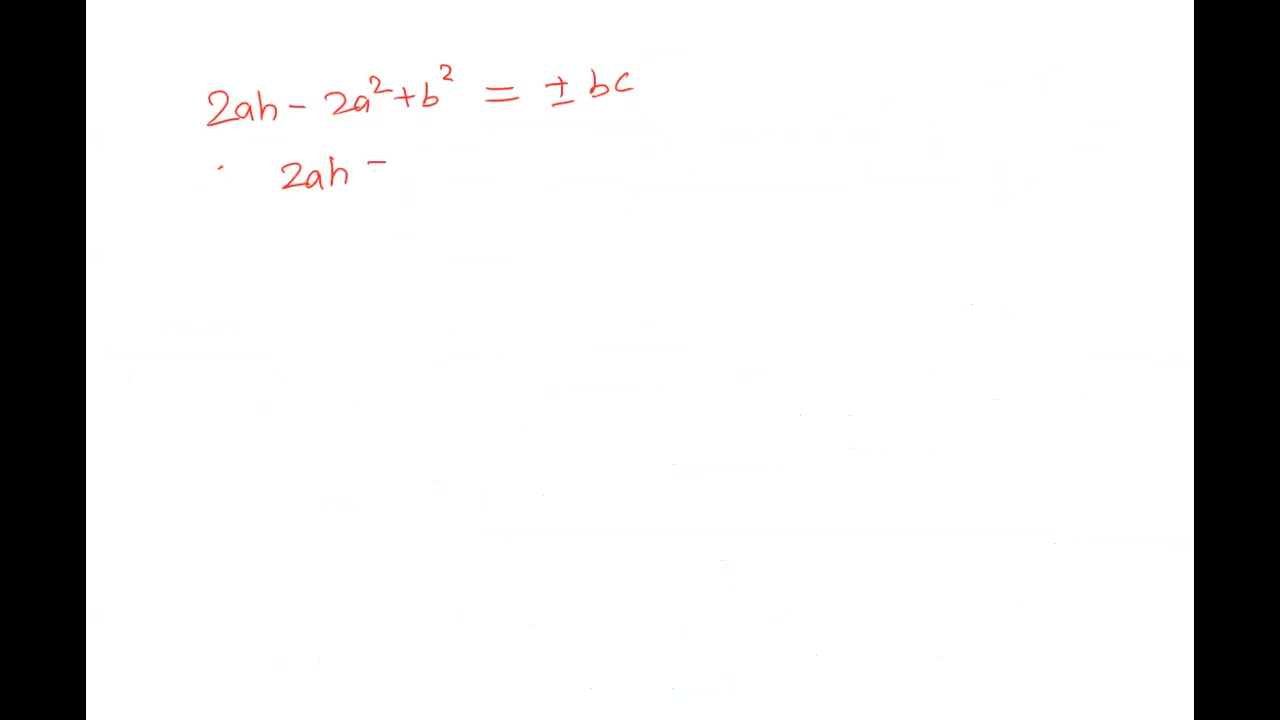 2ah - 2a² + b² = ± bc
2ah -